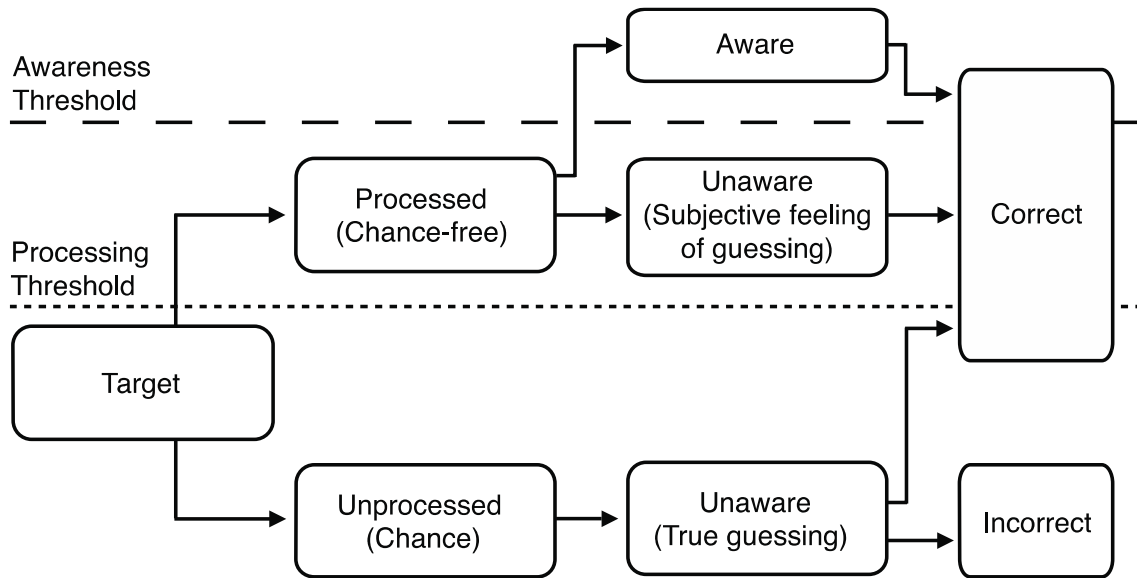 Awareness
Threshold
Aware
Processed
(Chance-free)
Unaware
(Subjective feeling
of guessing)
Correct
Processing
Threshold
Target
Unprocessed
(Chance)
Unaware
(True guessing)
Incorrect